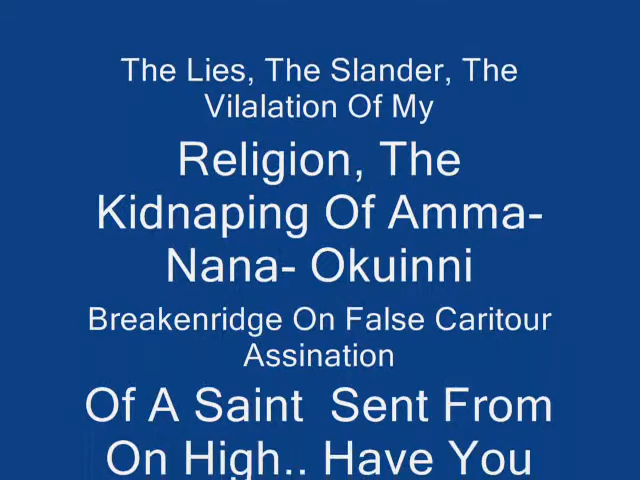 The Lies, The Slander, The
Vilalation Of My
Religion, The
Kidnaping Of Amma-
Nana- Okuinni
Breakenridge On False Caritour
Assination
Of A Saint  Sent From
On High.. Have You